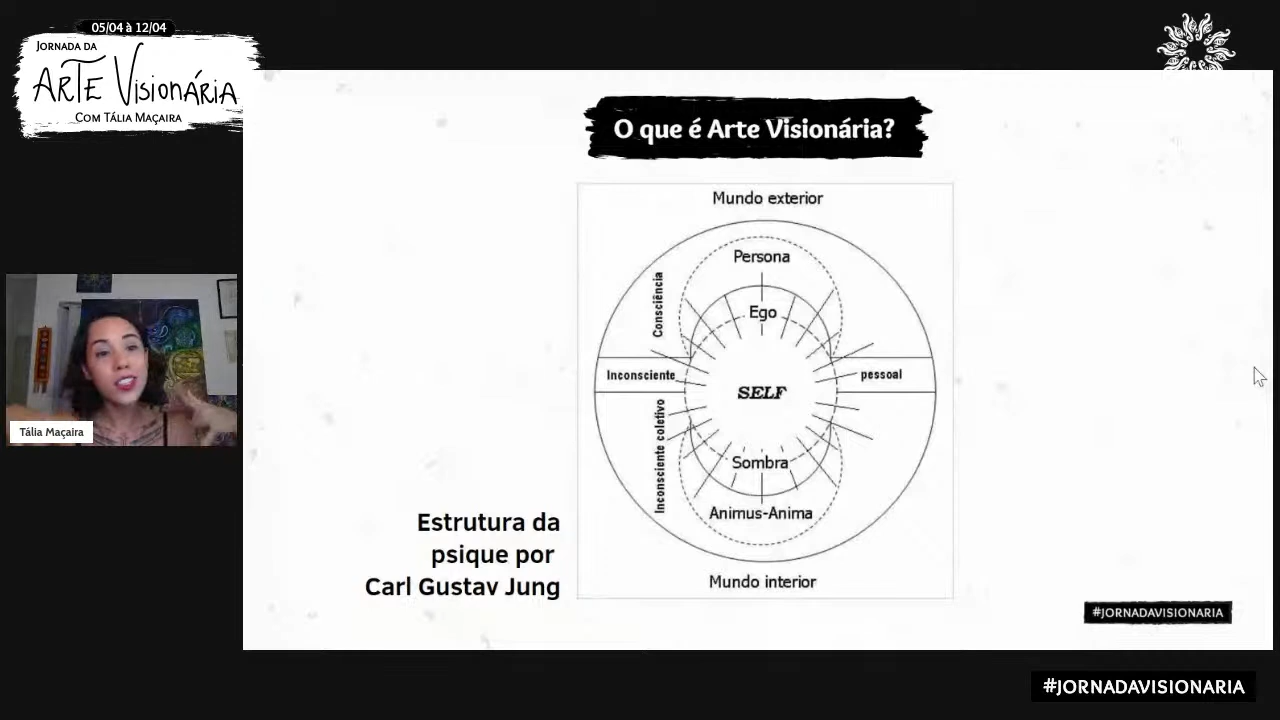 05/04 à 12/04
Jornada da
Arte Visionária
Com Tália Maçaira
O que é Arte Visionária?
Mundo exterior
Persona
Consciência
Ego
Inconsciente
pessoal
SELF
Inconsciente coletivo
Sombra
Animus-Anima
Mundo interior
Estrutura da
psique por
Carl Gustav Jung
Tália Maçaira
#JORNADAVISIONARIA
#JORNADAVISIONARIA